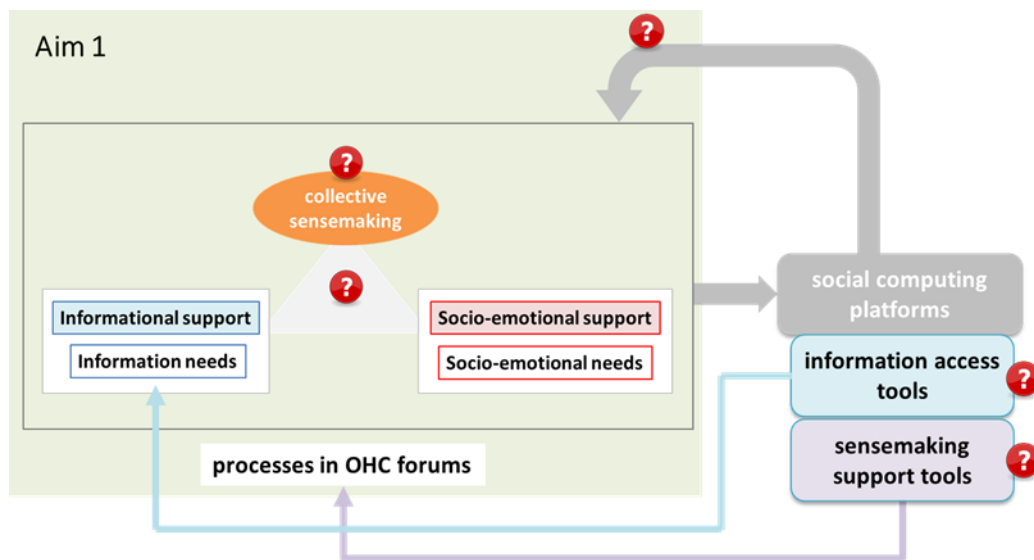 ?
Aim 1
?
collective
sensemaking
?
Informational support
Information needs
Socio-emotional support
Socio-emotional needs
social computing
platforms
information access
tools
?
sensemaking
support tools
?
processes in OHC forums